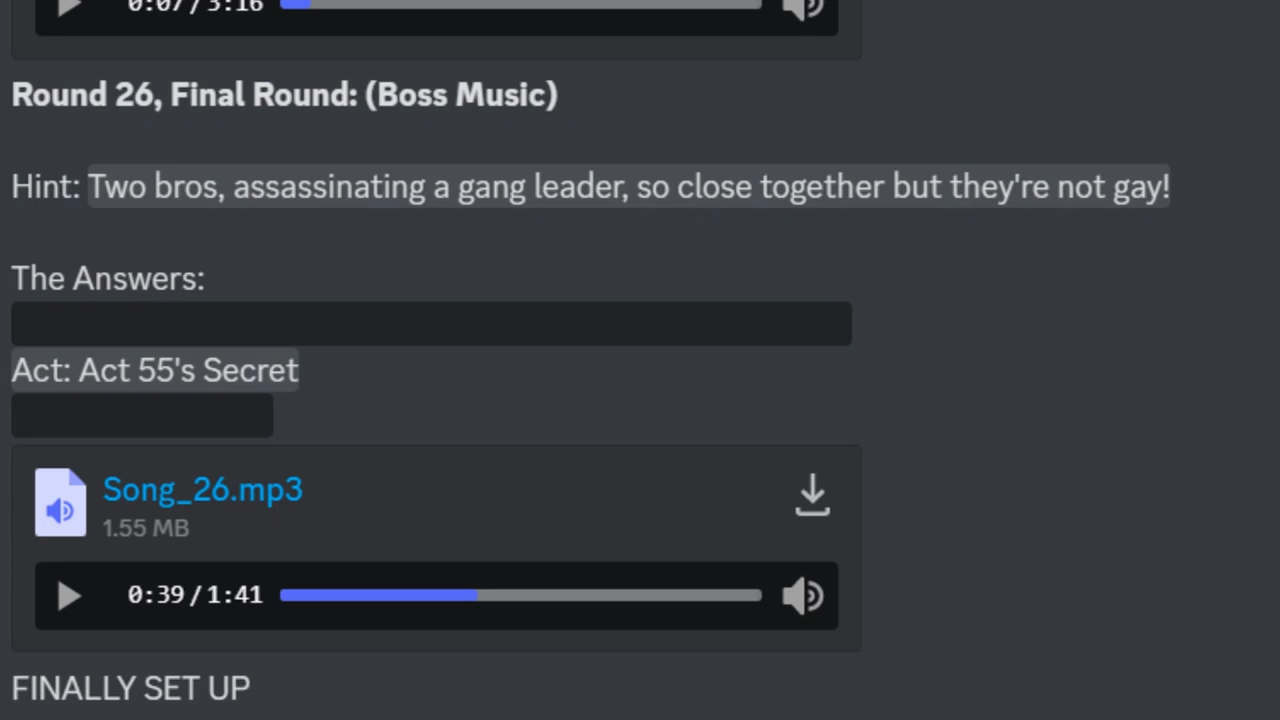 0:07 / 3:16
Round 26, Final Round: (Boss Music)
Hint: Two bros, assassinating a gang leader, so close together but they're not gay!
The Answers:
Act: Act 55's Secret
Song_26.mp3
1.55 MB
0:39 / 1:41
FINALLY SET UP